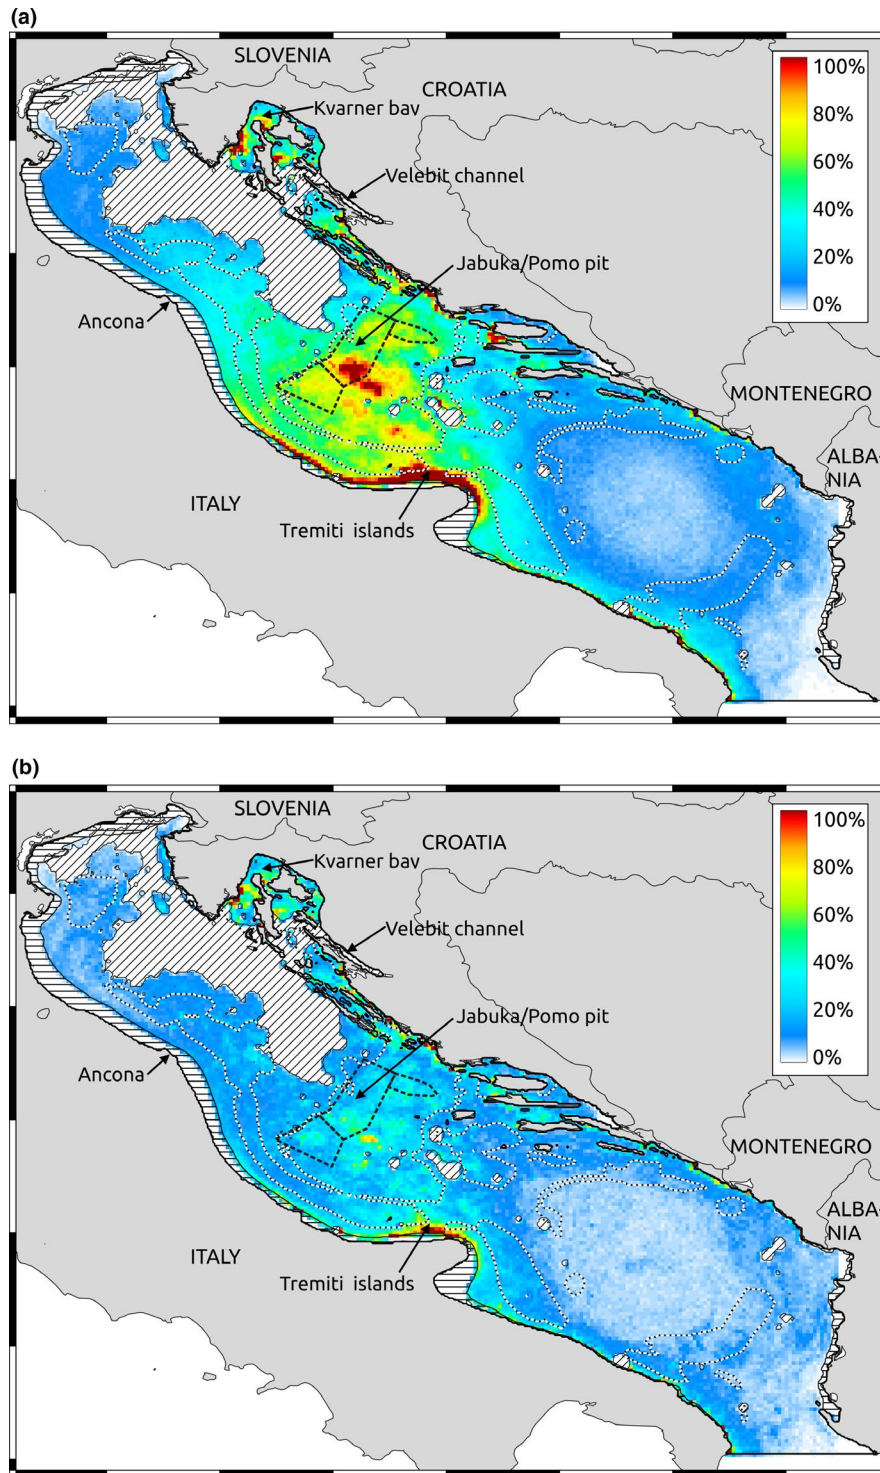 (a)
SLOVENIA
CROATIA
Kvarner bav
Velebit channel
Jabuka/Pomo pit
Ancona
MONTENEGRO
ALBA-
NIA
ITALY
Tremiti islands
100%
80%
60%
40%
20%
0%
(b)
SLOVENIA
CROATIA
Kvarner bav
Velebit channel
Jabuka/Pomo pit
Ancona
MONTENEGRO
ALBA-
NIA
ITALY
Tremiti islands
100%
80%
60%
40%
20%
0%